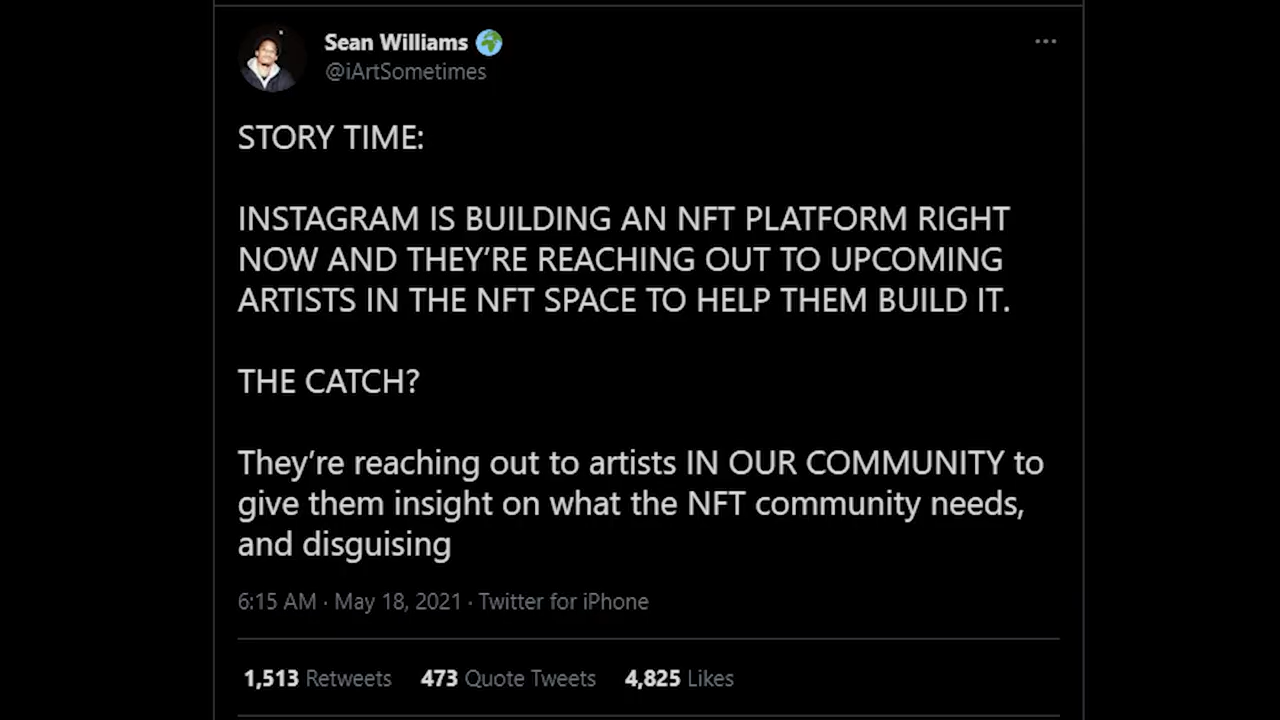 Sean Williams 🌍
@iArtSometimes
STORY TIME:
INSTAGRAM IS BUILDING AN NFT PLATFORM RIGHT
NOW AND THEY’RE REACHING OUT TO UPCOMING
ARTISTS IN THE NFT SPACE TO HELP THEM BUILD IT.
THE CATCH?
They’re reaching out to artists IN OUR COMMUNITY to
give them insight on what the NFT community needs,
and disguising
6:15 AM · May 18, 2021 · Twitter for iPhone
1,513 Retweets 473 Quote Tweets 4,825 Likes